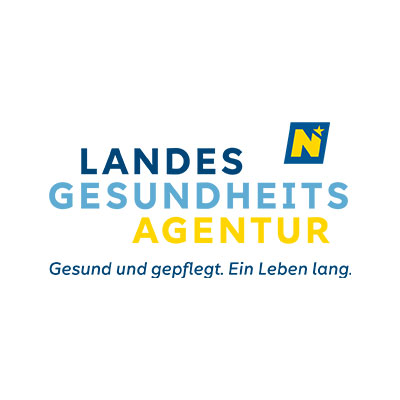 N
LANDES
GESUNDHEITS
AGENTUR
Gesund und gepflegt. Ein Leben lang.